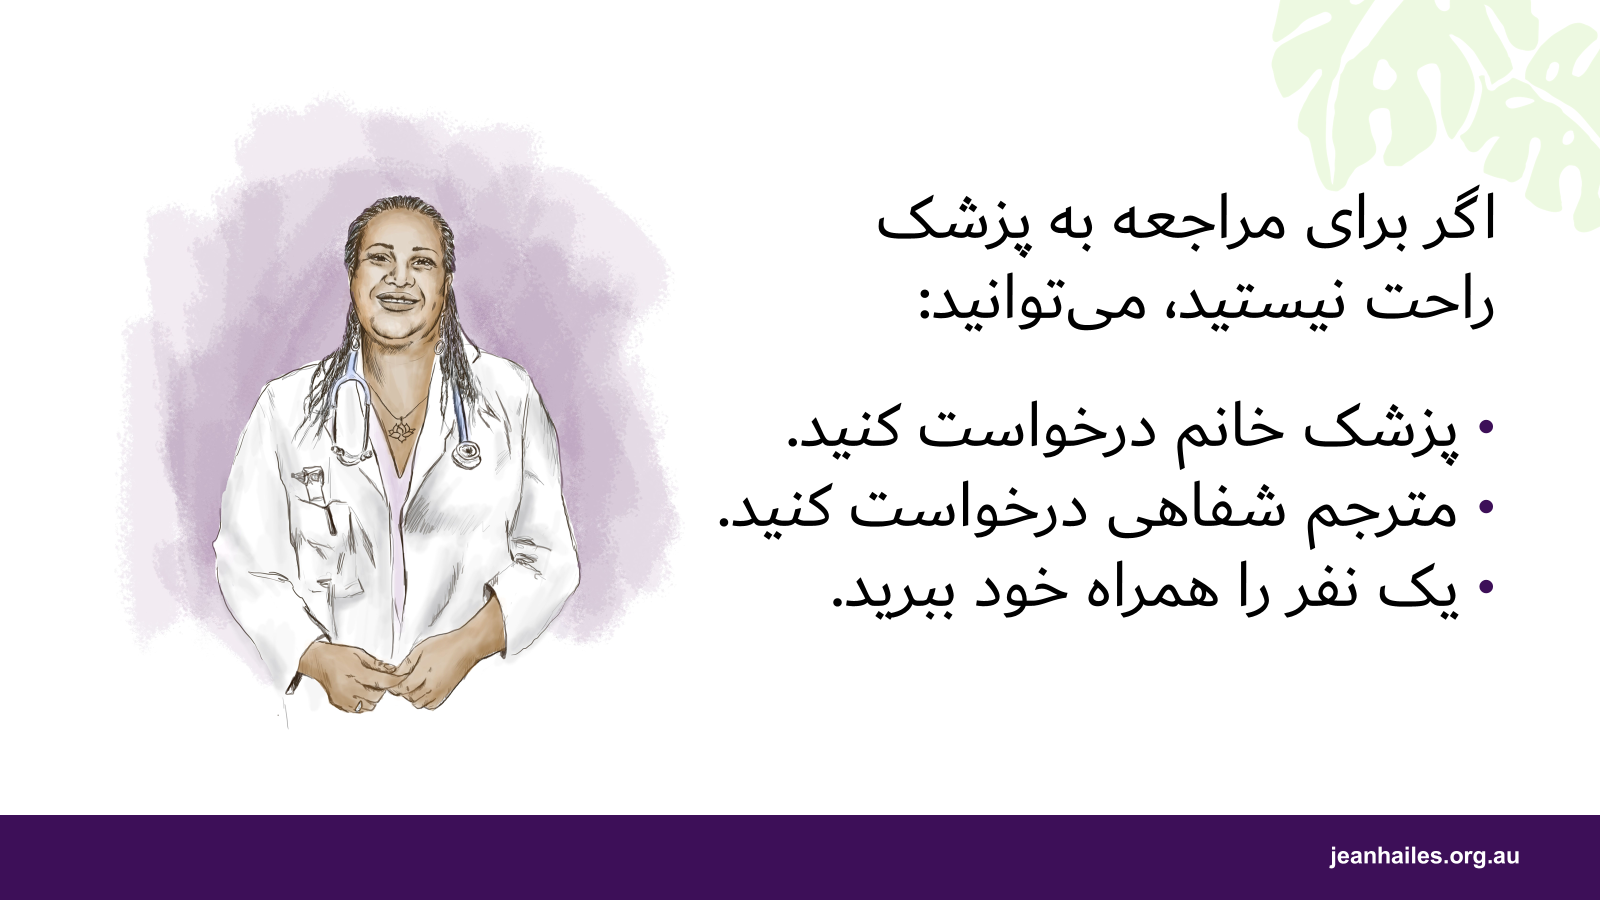 اگر برای مراجعه به پزشک
راحت نیستید، می‌توانید:
• پزشک خانم درخواست کنید.
• مترجم شفاهی درخواست کنید.
• یک نفر را همراه خود ببرید.
jeanhailes.org.au